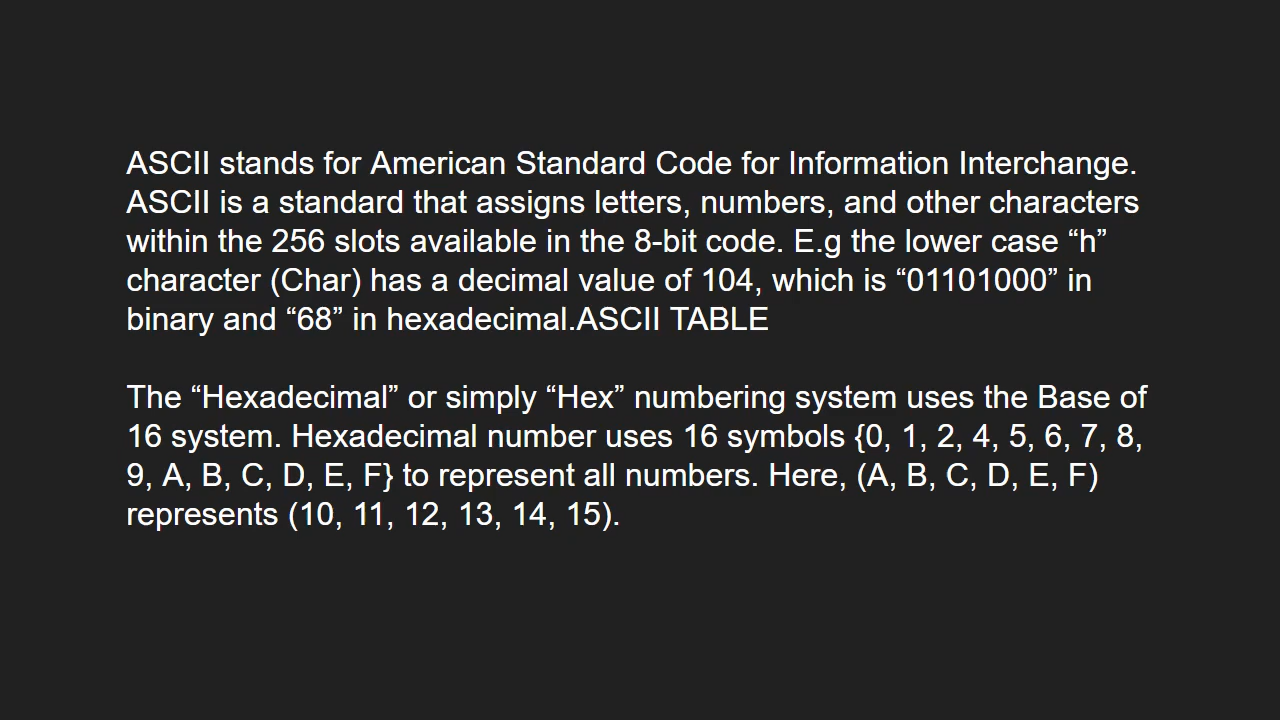 ASCII stands for American Standard Code for Information Interchange.
ASCII is a standard that assigns letters, numbers, and other characters
within the 256 slots available in the 8-bit code. E.g the lower case “h”
character (Char) has a decimal value of 104, which is “01101000” in
binary and “68” in hexadecimal.ASCII TABLE
The “Hexadecimal” or simply “Hex” numbering system uses the Base of
16 system. Hexadecimal number uses 16 symbols {0, 1, 2, 4, 5, 6, 7, 8,
9, A, B, C, D, E, F} to represent all numbers. Here, (A, B, C, D, E, F)
represents (10, 11, 12, 13, 14, 15).